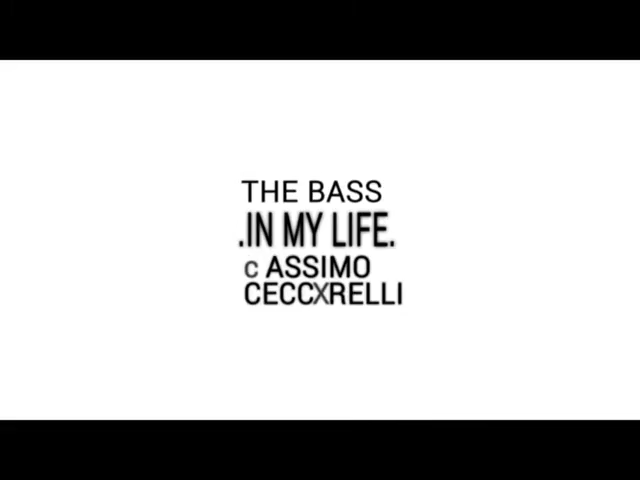 THE BASS
.IN MY LIFE.
c ASSIMO
CECCXRELLI